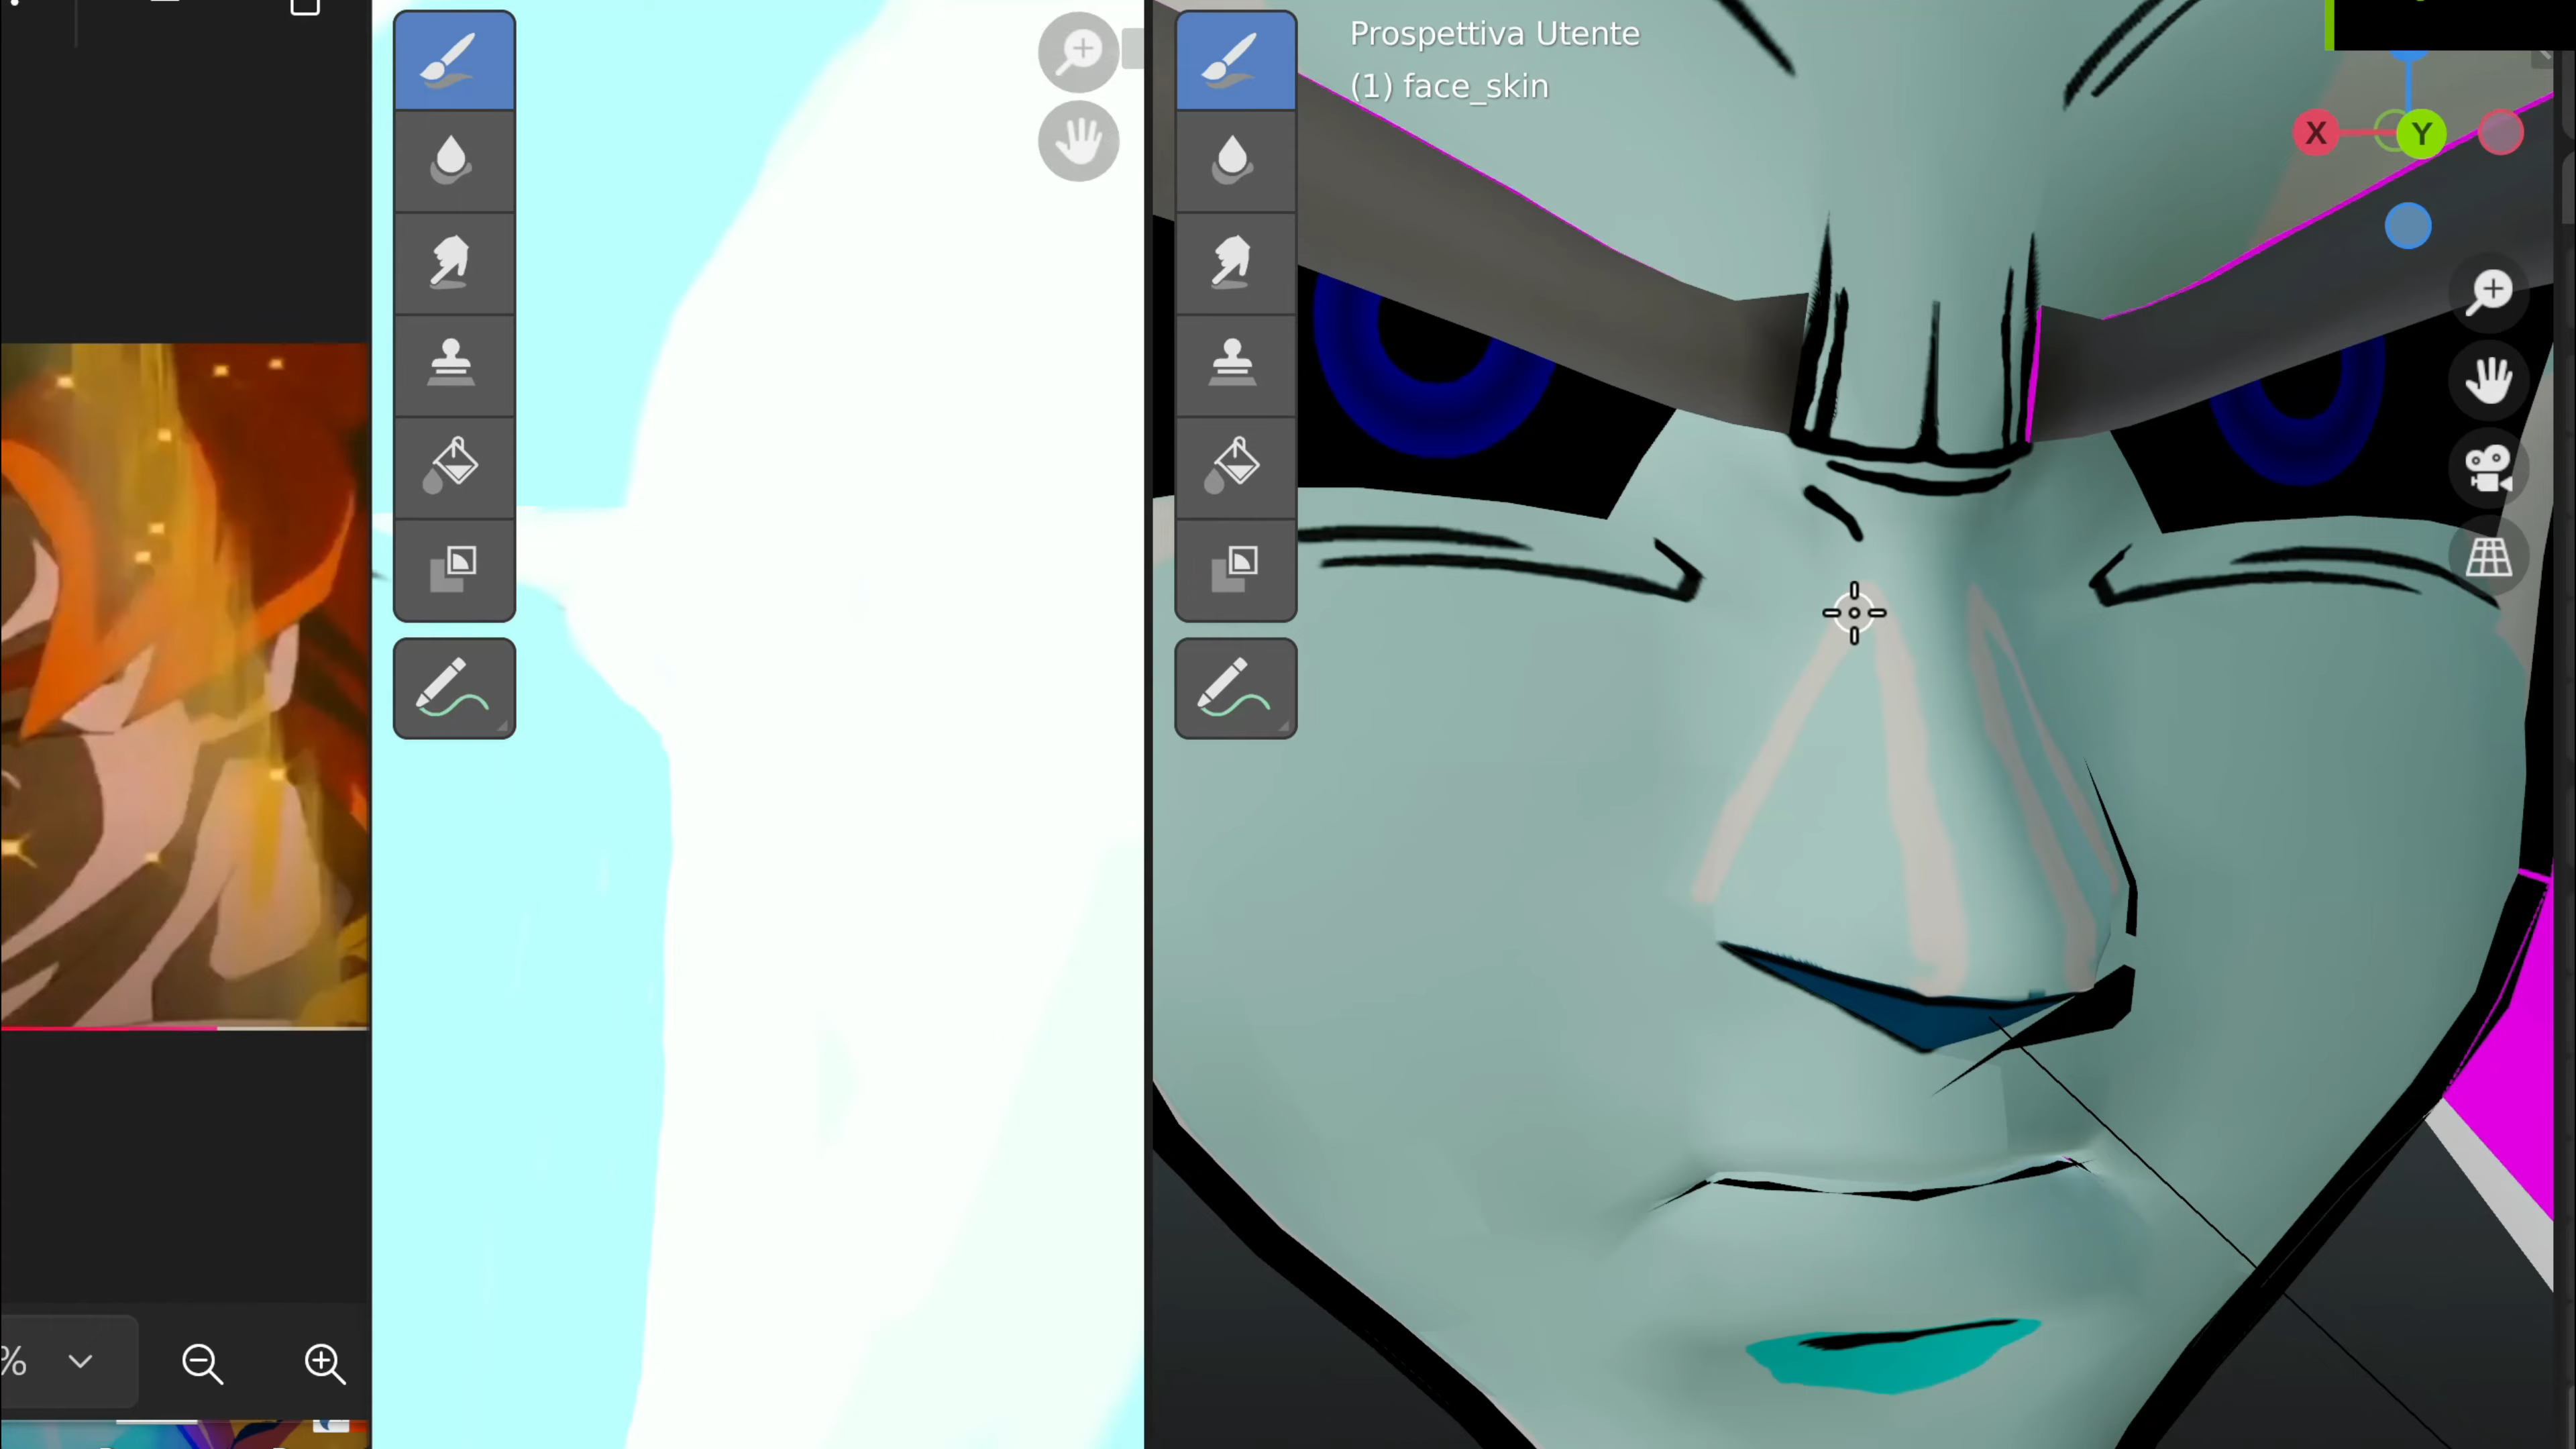 Prospettiva Utente
(1) face_skin
X
Y
%